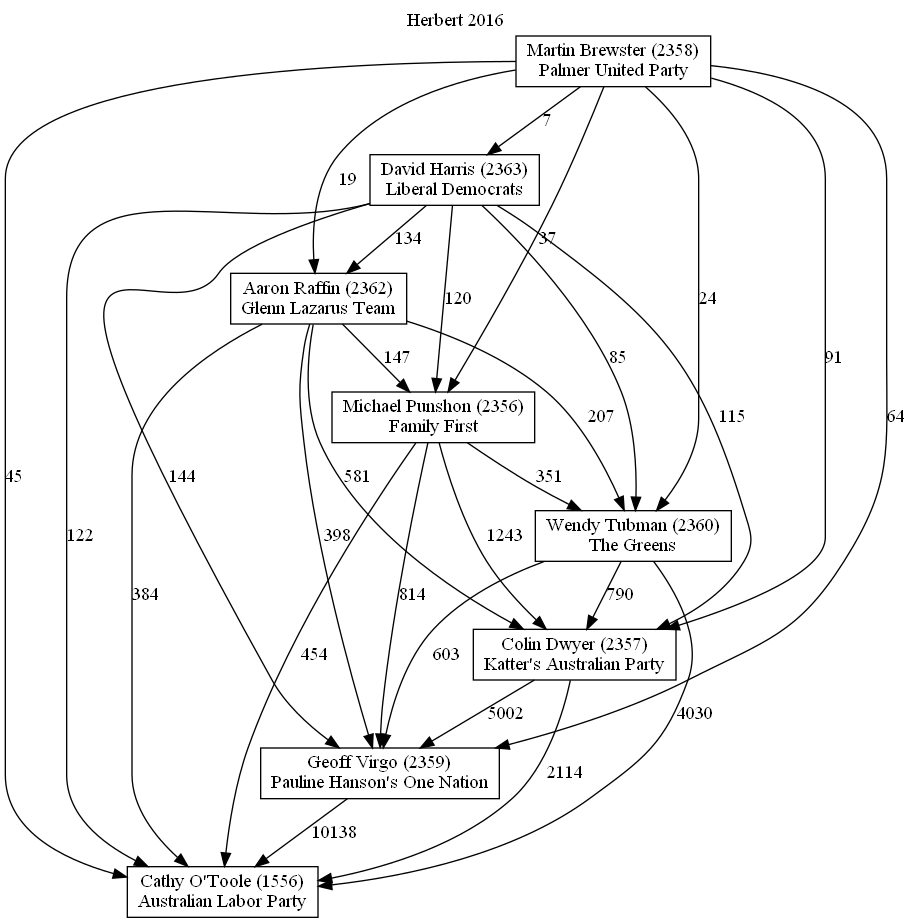 Herbert 2016
Martin Brewster (2358)
Palmer United Party
7
David Harris (2363)
Liberal Democrats
19
134
37
Aaron Raffin (2362)
Glenn Lazarus Team
120
24
147
85
91
Michael Punshon (2356)
Family First
207
115
64
45
144
581
351
Wendy Tubman (2360)
The Greens
122
398
1243
384
814
790
Colin Dwyer (2357)
Katter's Australian Party
454
603
5002
4030
Geoff Virgo (2359)
Pauline Hanson's One Nation
2114
10138
Cathy O'Toole (1556)
Australian Labor Party